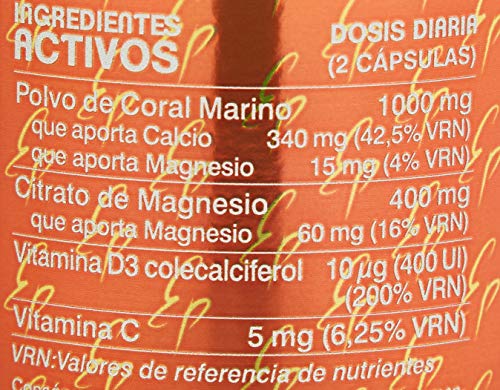 INGREDIENTES ACTIVOS
DOSIS DIARIA
(2 CÁPSULAS)
Polvo de Coral Marino 1000 mg
que aporta Calcio 340 mg (42,5% VRN)
que aporta Magnesio 15 mg (4% VRN)
Citrato de Magnesio 400 mg
que aporta Magnesio 60 mg (16% VRN)
Vitamina D3 colecalciferol 10 µg (400 UI)
(200% VRN)
Vitamina C 5 mg (6,25% VRN)
VRN:Valores de referencia de nutrientes